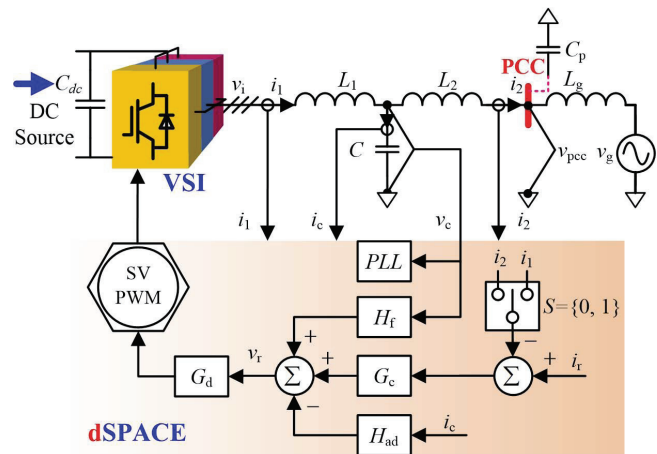 C_p
PCC
v_i
i_1
L_1
L_2
i_2
L_g
C_dc
DC
Source
C
v_pcc
v_g
VSI
i_1
i_c
v_c
i_2
PLL
i_2
i_1
SV
PWM
S={0, 1}
H_f
+
−
v_r
+
+
i_r
G_d
Σ
G_c
Σ
−
i_c
dSPACE
H_ad